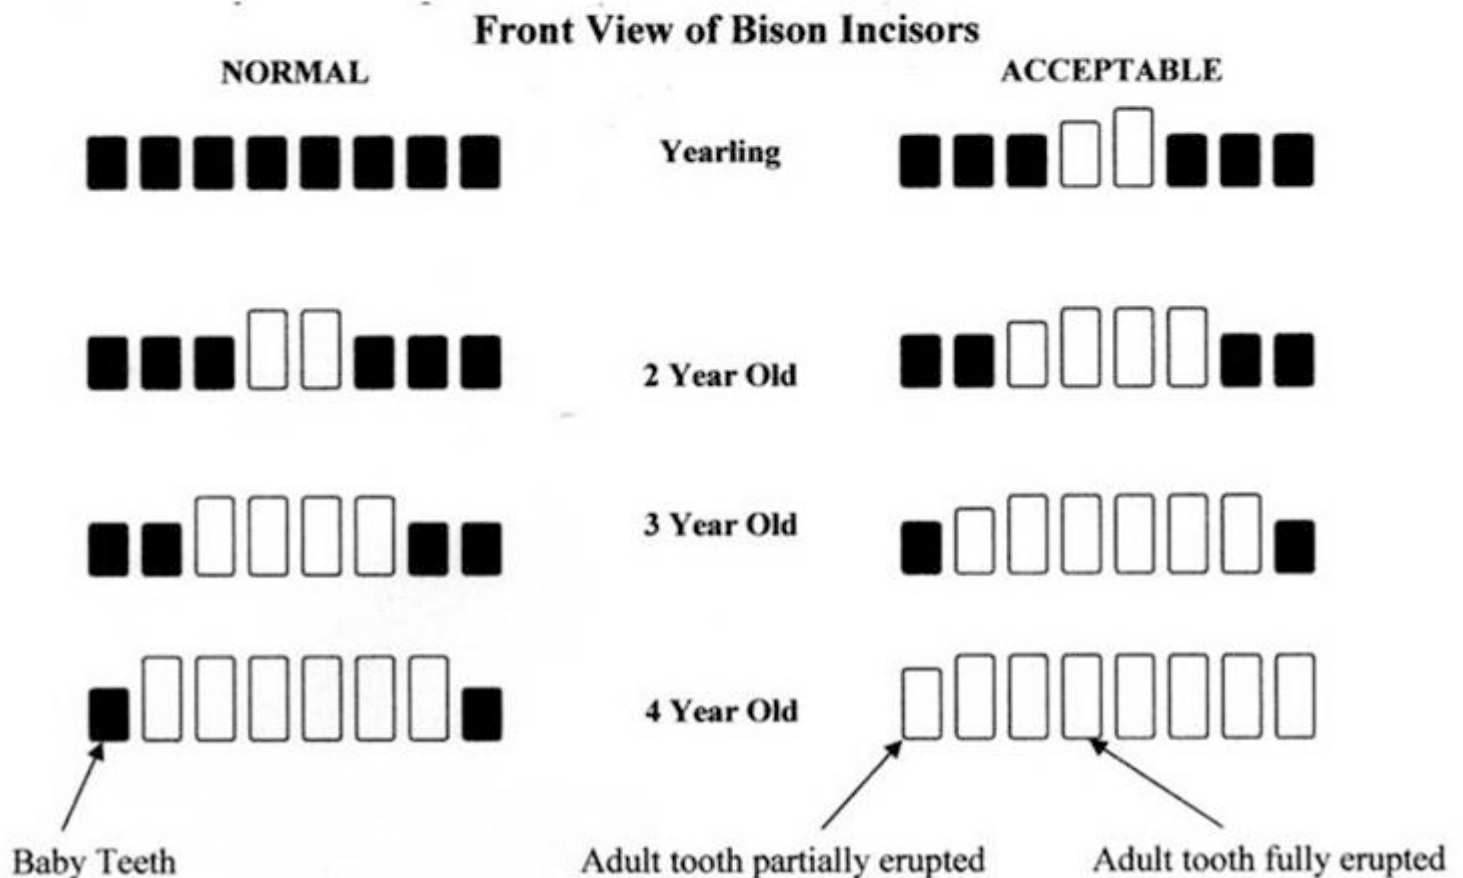 Front View of Bison Incisors
NORMAL
ACCEPTABLE
Yearling
2 Year Old
3 Year Old
4 Year Old
Baby Teeth
Adult tooth partially erupted
Adult tooth fully erupted